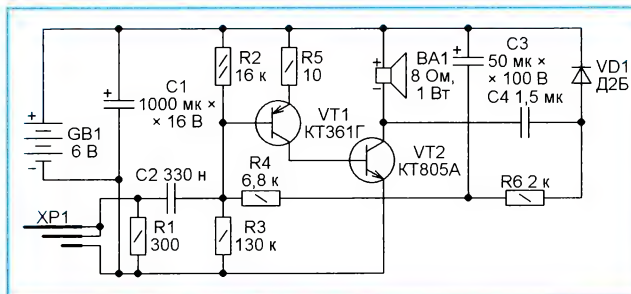 +
GB1
6 В
−
C1
1000 мк ×
× 16 В
+
R2
16 к
R5
10
VT1
КТ361Г
C2 330 н
R4
6,8 к
XP1
R1
300
R3
130 к
+
−
BA1
8 Ом,
1 Вт
VT2
КТ805А
+
C3
50 мк ×
× 100 В
C4 1,5 мк
VD1
Д2Б
R6 2 к